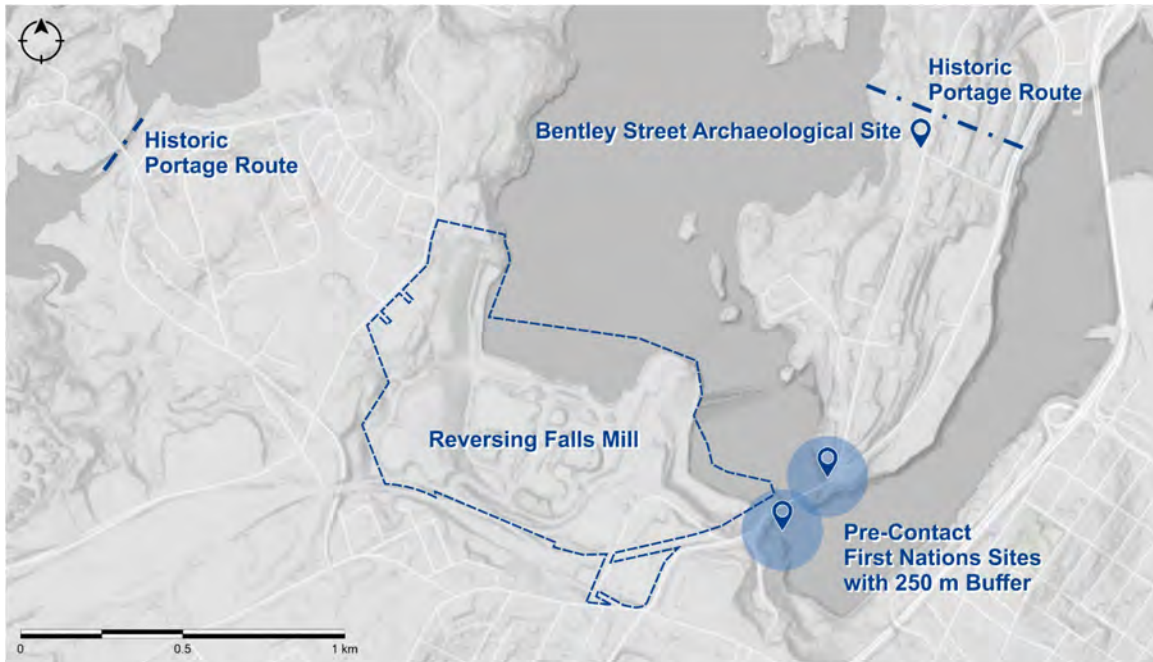 Historic
Portage Route
Bentley Street Archaeological Site
Historic
Portage Route
Reversing Falls Mill
Pre-Contact
First Nations Sites
with 250 m Buffer
0 0.5 1 km